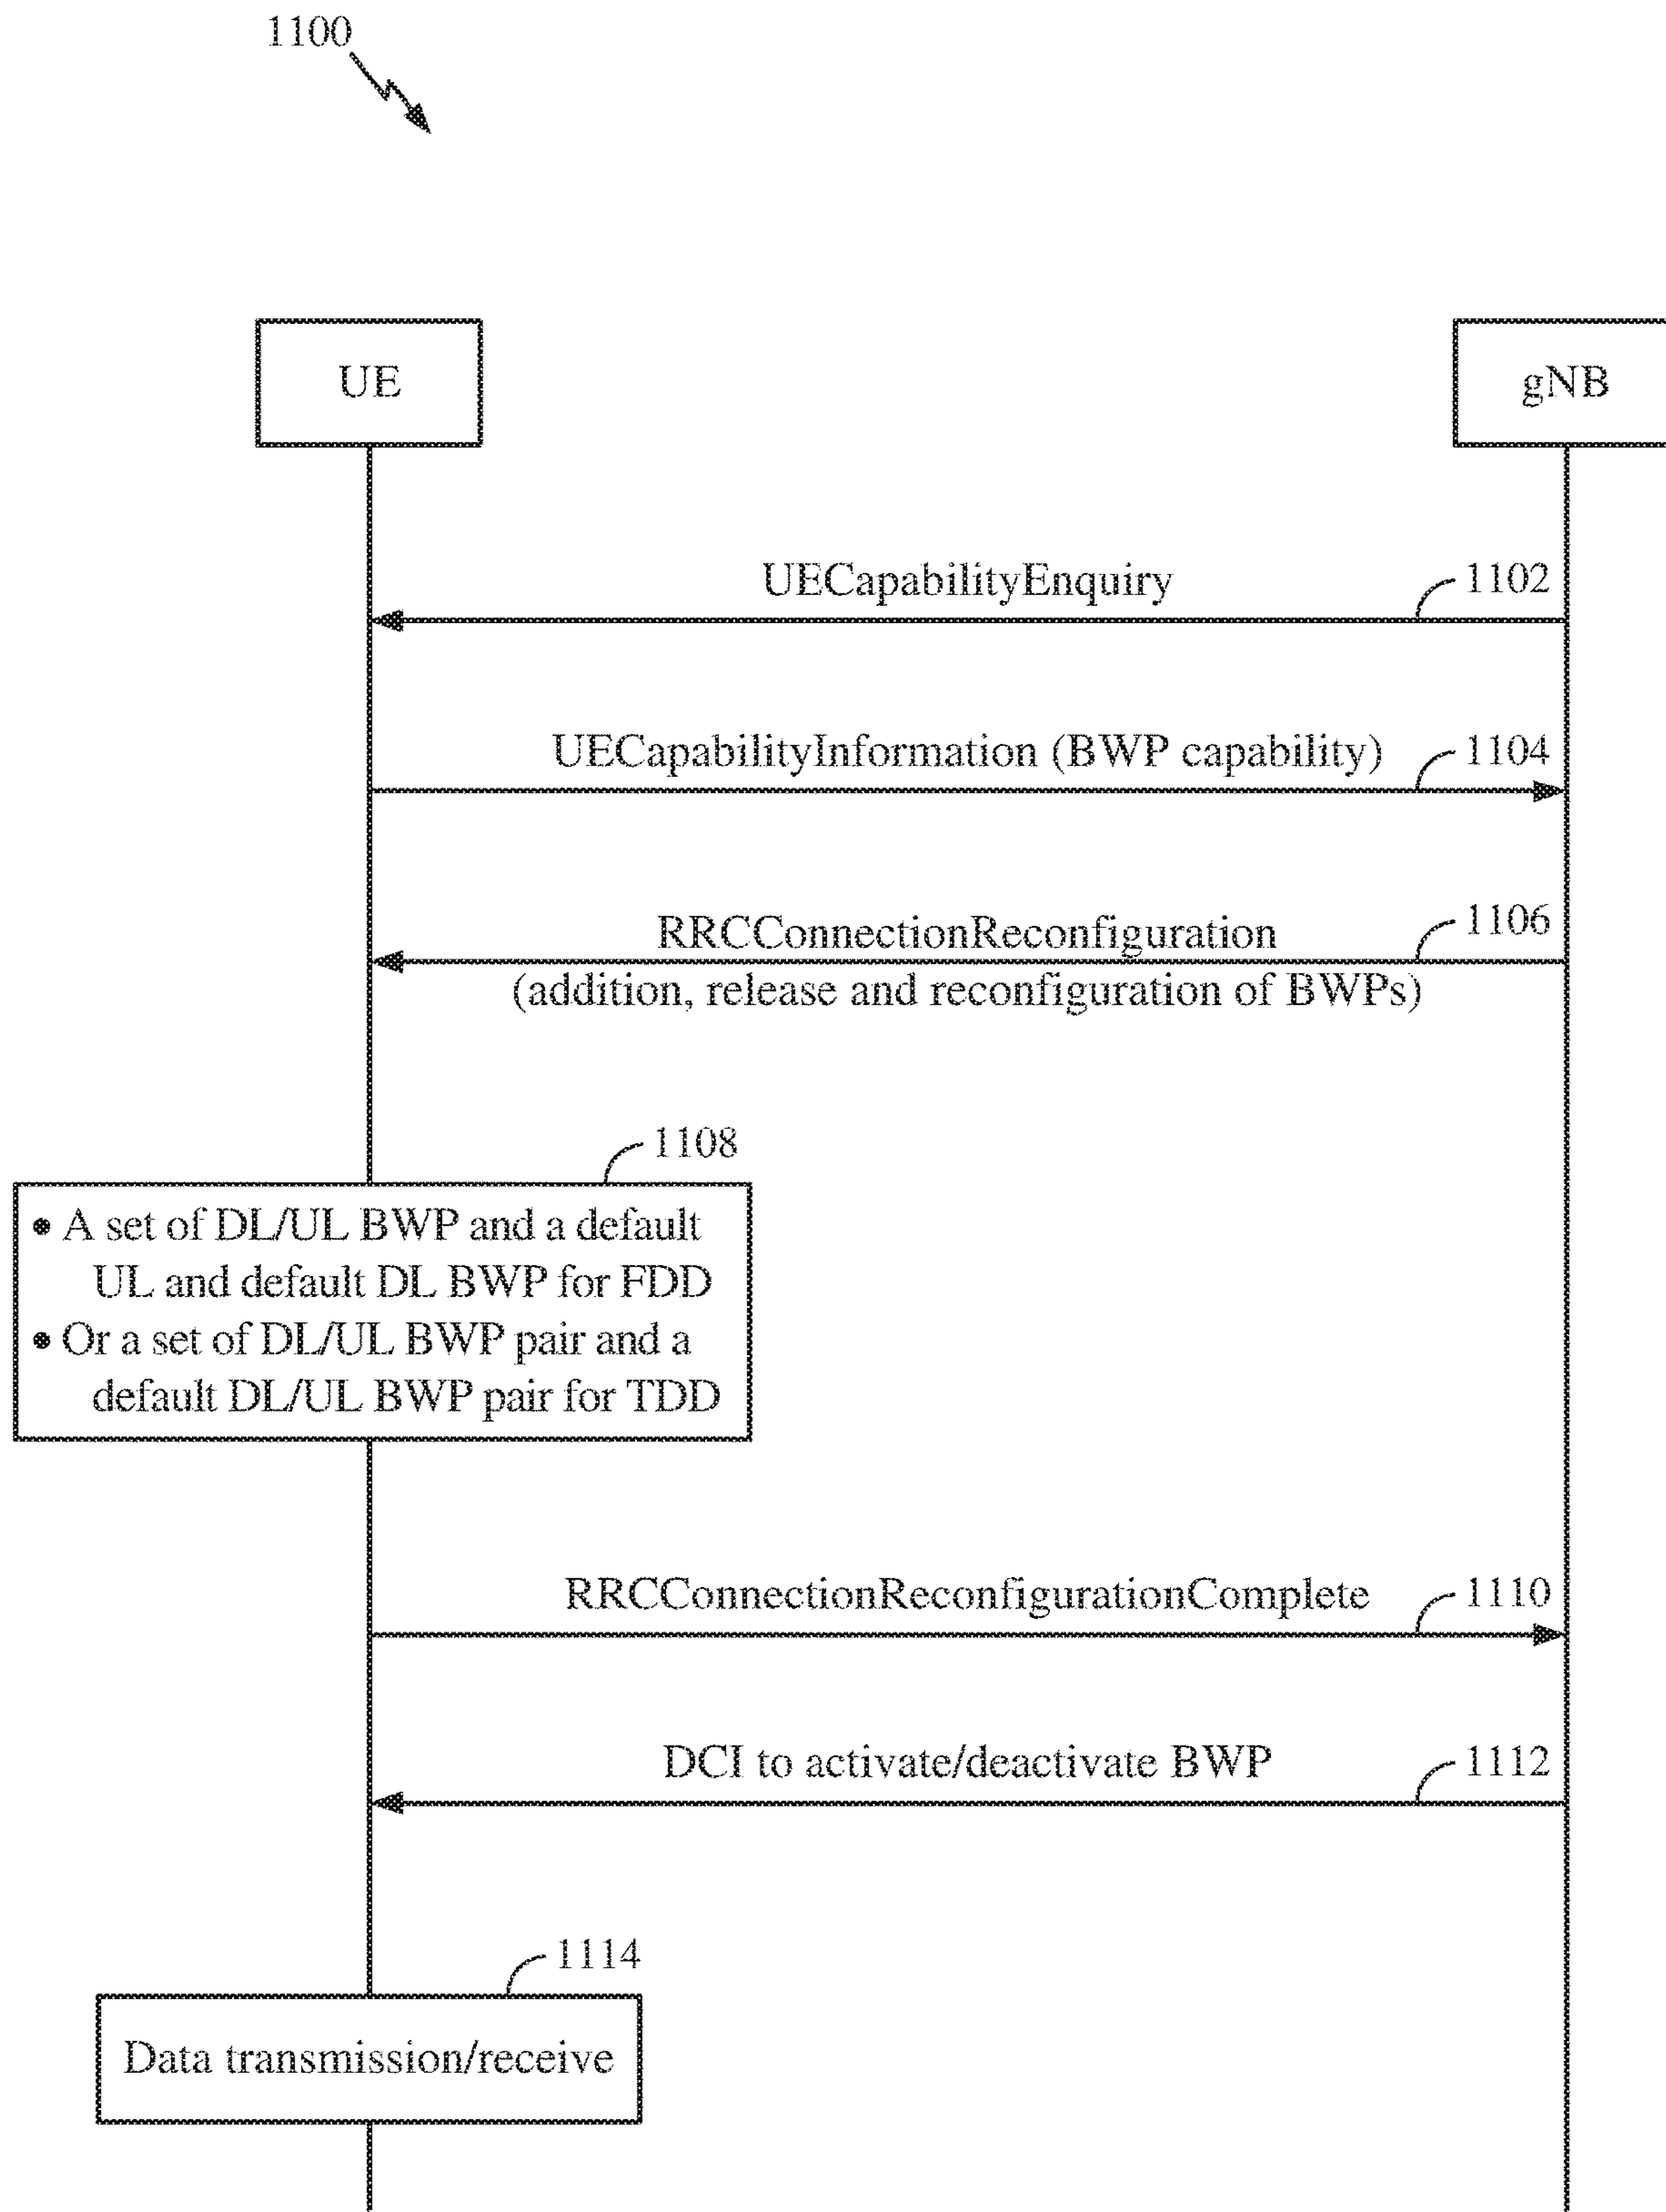 1100
UE
gNB
UECapabilityEnquiry
1102
UECapabilityInformation (BWP capability)
1104
RRCConnectionReconfiguration
1106
(addition, release and reconfiguration of BWPs)
1108
• A set of DL/UL BWP and a default
UL and default DL BWP for FDD
• Or a set of DL/UL BWP pair and a
default DL/UL BWP pair for TDD
RRCConnectionReconfigurationComplete
1110
DCI to activate/deactivate BWP
1112
1114
Data transmission/receive